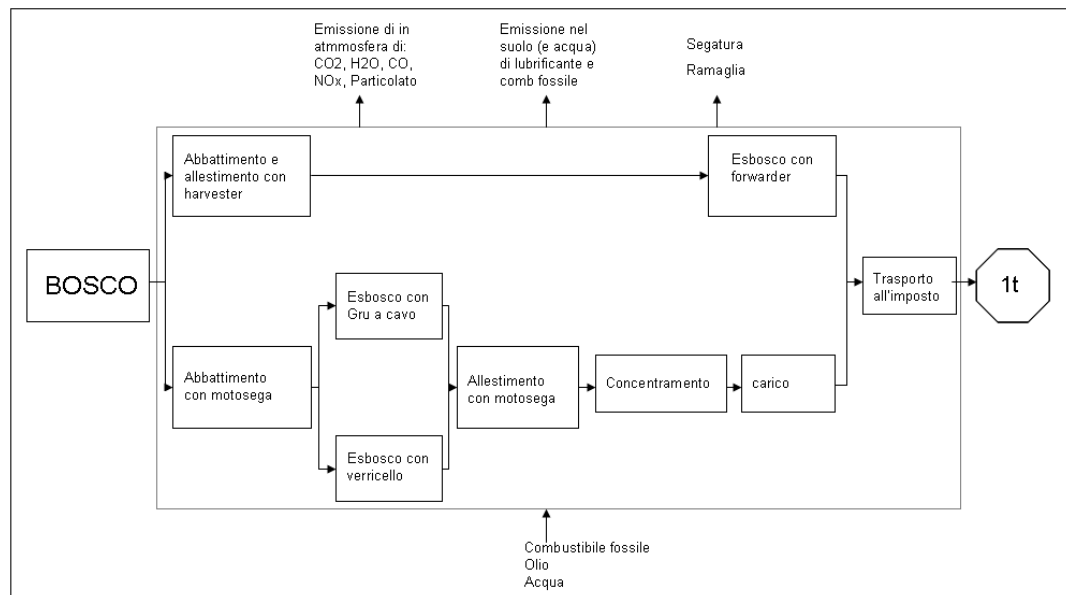 Emissione di in
atmmosfera di:
CO2, H2O, CO,
NOx, Particolato
Emissione nel
suolo (e acqua)
di lubrificante e
comb fossile
Segatura
Ramaglia
Abbattimento e
allestimento con
harvester
Esbosco con
forwarder
BOSCO
Esbosco con
Gru a cavo
Trasporto
all'imposto
1t
Abbattimento
con motosega
Allestimento
con motosega
Concentramento
carico
Esbosco con
verricello
Combustibile fossile
Olio
Acqua